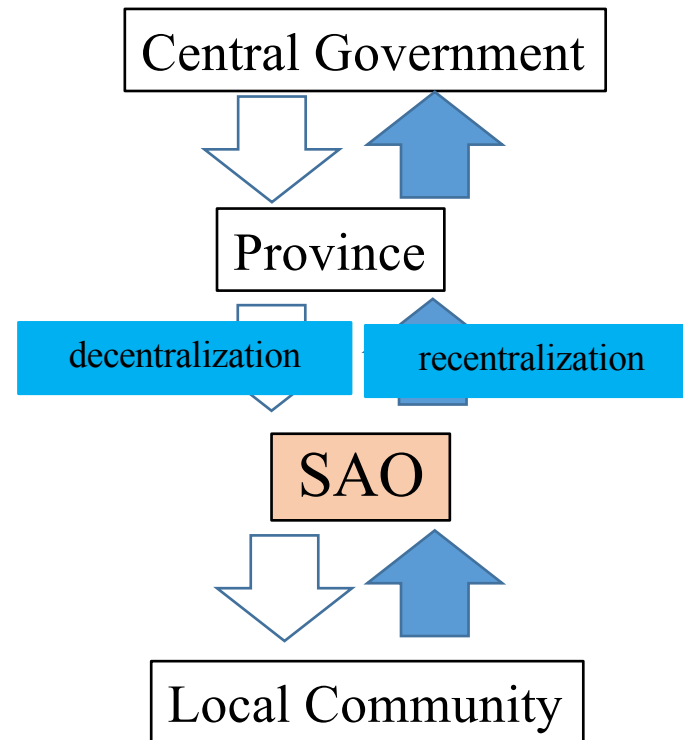 Central Government
Province
decentralization
recentralization
SAO
Local Community